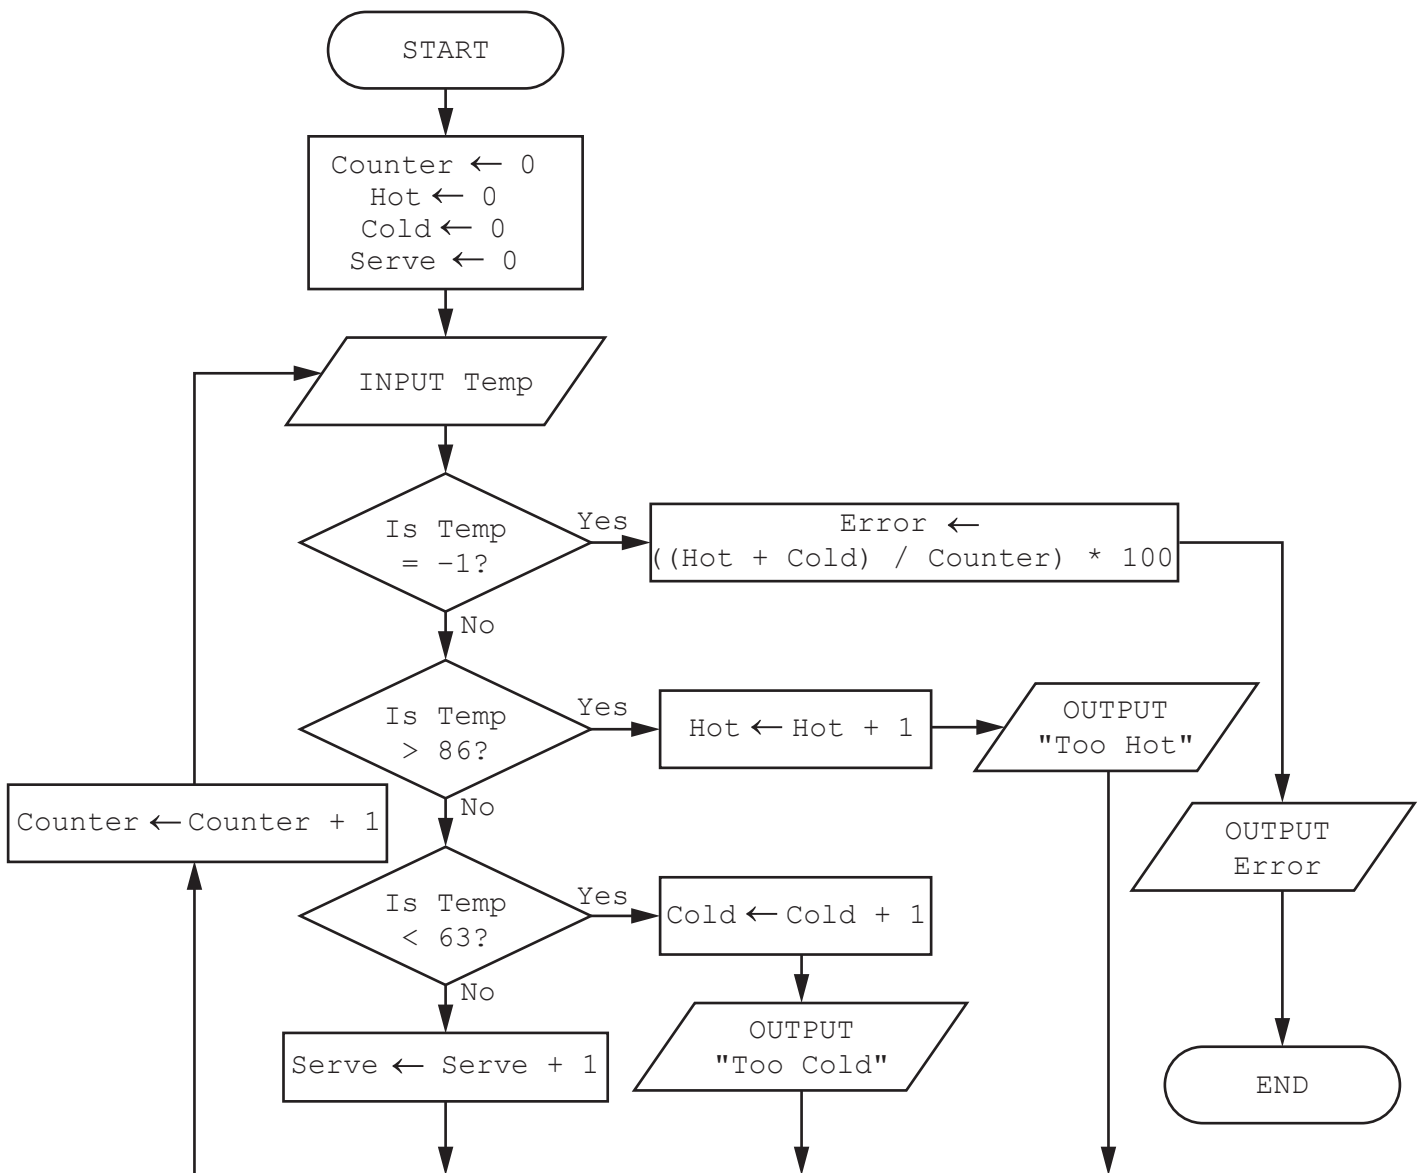 START
Counter ← 0
Hot ← 0
Cold ← 0
Serve ← 0
INPUT Temp
Is Temp
= –1?
Yes
Error ←
((Hot + Cold) / Counter) * 100
No
Is Temp
> 86?
Yes
Hot ← Hot + 1
OUTPUT
"Too Hot"
No
Counter ← Counter + 1
OUTPUT
Error
Is Temp
< 63?
Yes
Cold ← Cold + 1
No
OUTPUT
"Too Cold"
Serve ← Serve + 1
END